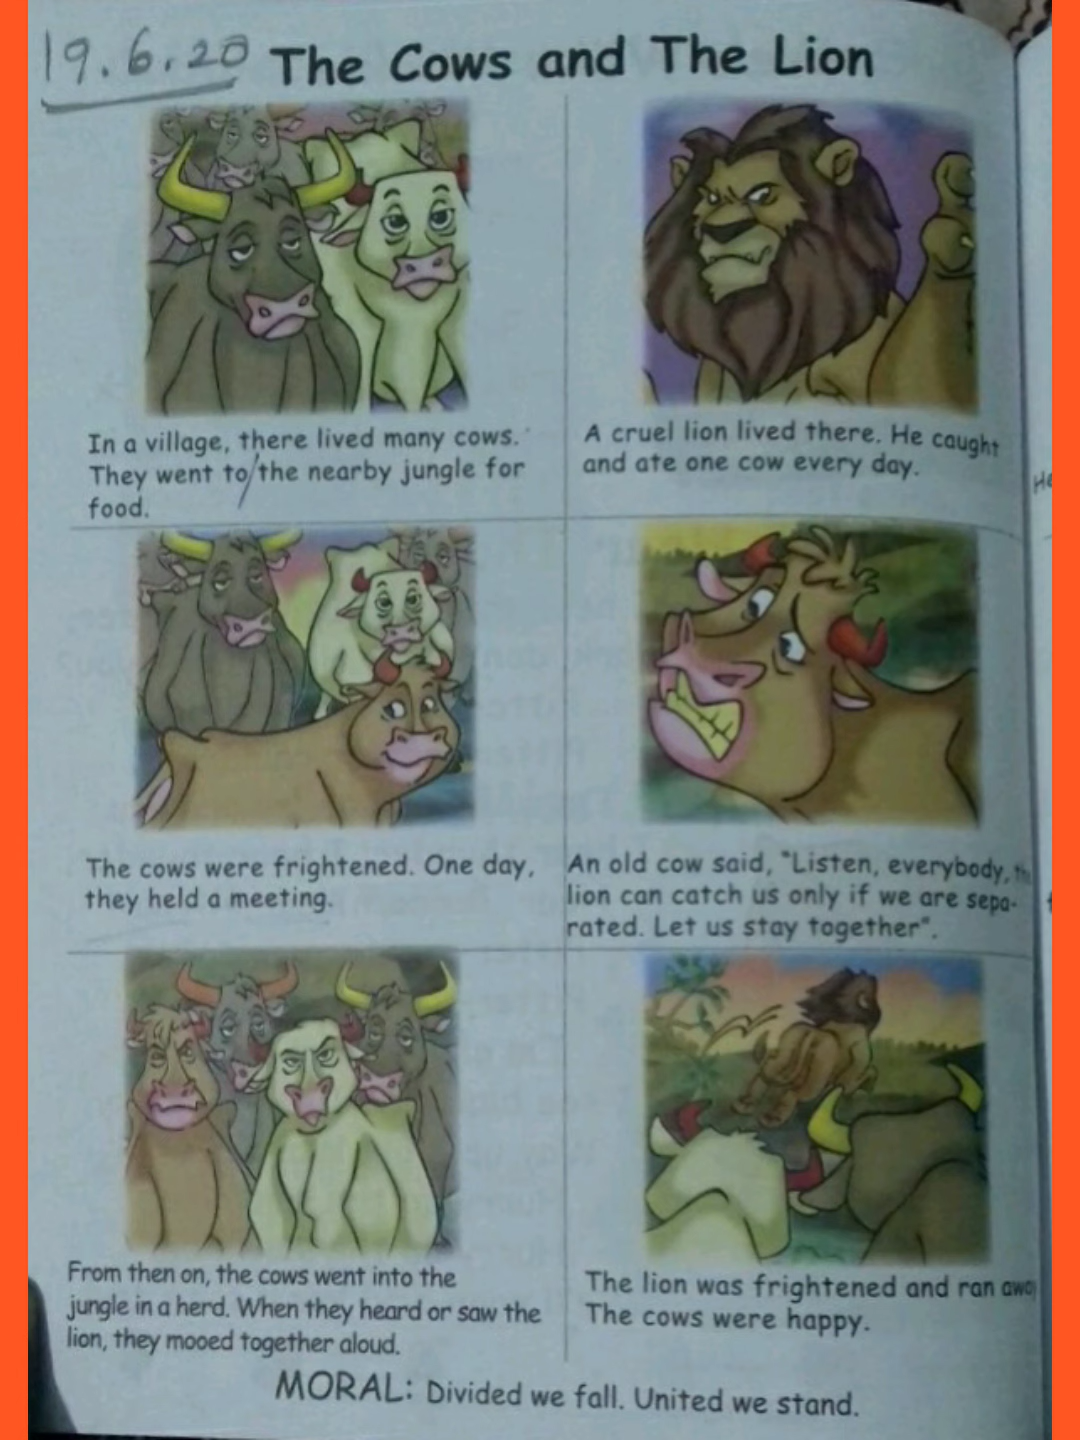 19.6.20
The Cows and The Lion
In a village, there lived many cows.
They went to the nearby jungle for
food.
A cruel lion lived there. He caught
and ate one cow every day.
He
The cows were frightened. One day,
they held a meeting.
An old cow said, "Listen, everybody,
lion can catch us only if we are sepa-
rated. Let us stay together".
From then on, the cows went into the
jungle in a herd. When they heard or saw the
lion, they mooed together aloud.
The lion was frightened and ran
The cows were happy.
MORAL: Divided we fall. United we stand.